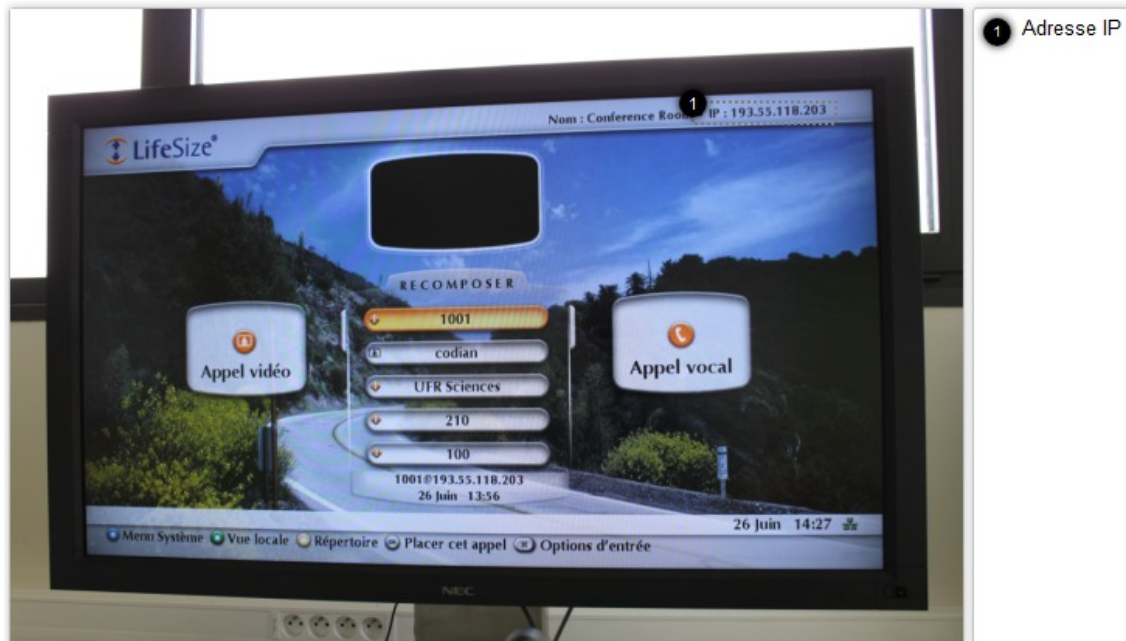 1 Adresse IP
Nom : Conference Room IP : 193.55.118.203
1
LifeSize®
RECOMPOSER
1001
codian
UFR Sciences
210
100
Appel vidéo
Appel vocal
1001@193.55.118.203
26 Juin 13:56
26 Juin 14:27
Menu Système Vue locale Répertoire Placer cet appel Options d'entrée
NEC